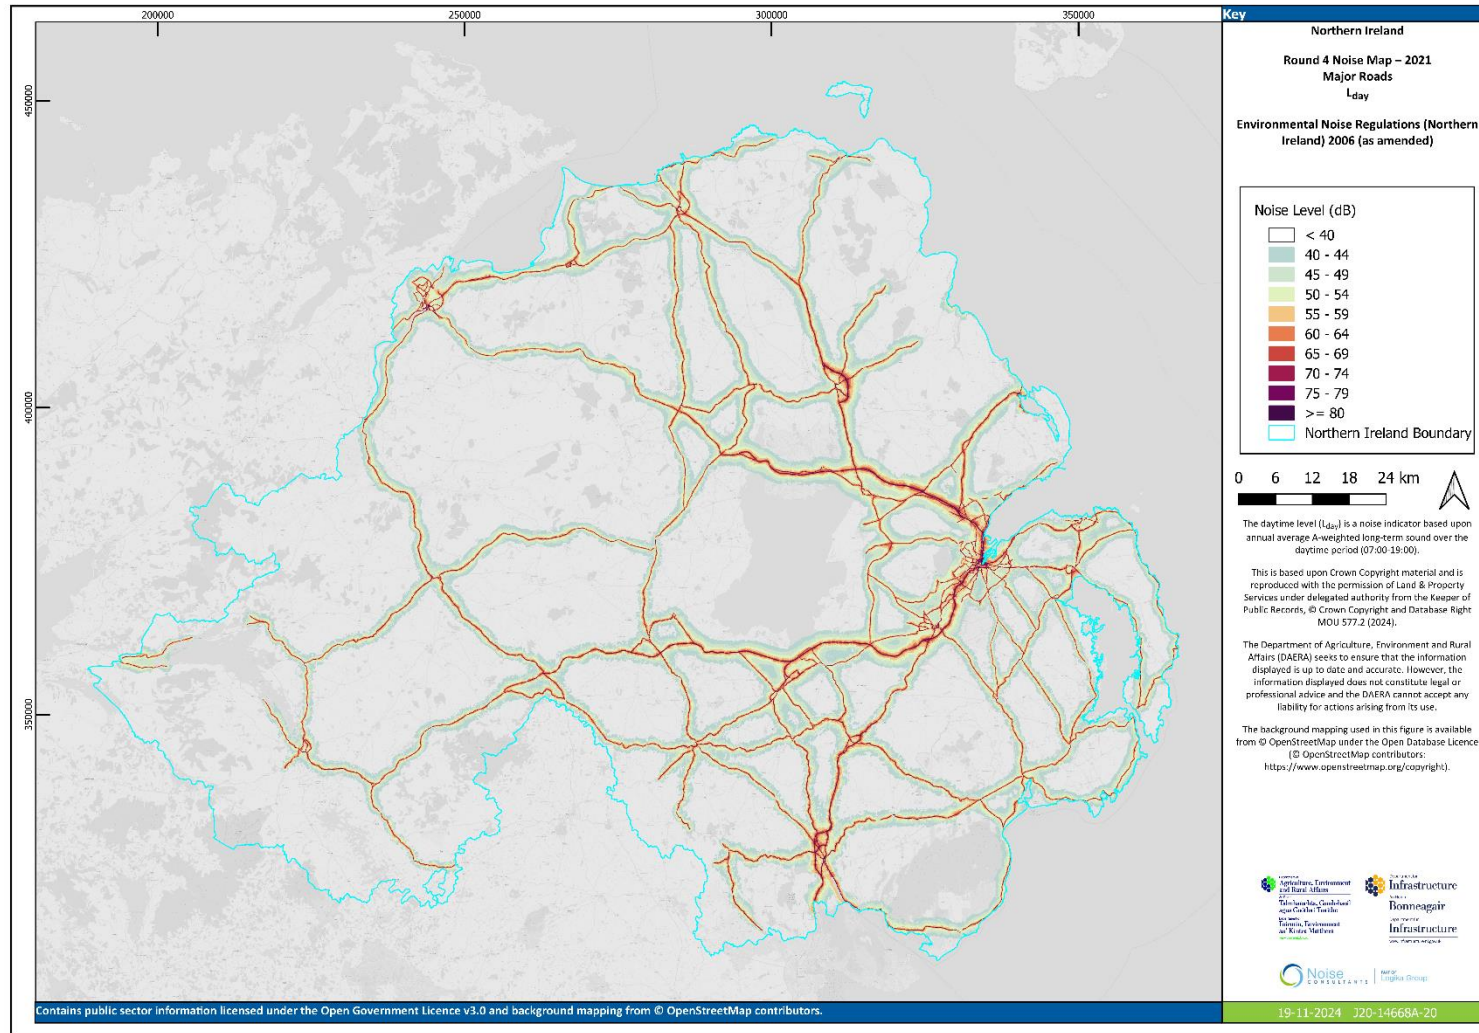 200000
250000
300000
350000
450000
400000
350000
Key
Northern Ireland
Round 4 Noise Map – 2021
Major Roads
Lday
Environmental Noise Regulations (Northern
Ireland) 2006 (as amended)
Noise Level (dB)
< 40
40 - 44
45 - 49
50 - 54
55 - 59
60 - 64
65 - 69
70 - 74
75 - 79
>= 80
Northern Ireland Boundary
0 6 12 18 24 km
The daytime level (Lday) is a noise indicator based upon
annual average A-weighted long-term sound over the
daytime period (07:00-19:00).
This is based upon Crown Copyright material and is
reproduced with the permission of Land & Property
Services under delegated authority from the Keeper of
Public Records, © Crown Copyright and Database Right
MOU 577.2 (2024).
The Department of Agriculture, Environment and Rural
Affairs (DAERA) seeks to ensure that the information
displayed is up to date and accurate. However, the
information displayed does not constitute legal or
professional advice and the DAERA cannot accept any
liability for actions arising from its use.
The background mapping used in this figure is available
from © OpenStreetMap under the Open Database Licence
(© OpenStreetMap contributors:
https://www.openstreetmap.org/copyright).
Agriculture, Environment
and Rural Affairs
Infrastructure
Bonneagair
Infrastructure
Noise
CONSULTANTS
PART OF
Logika Group
Contains public sector information licensed under the Open Government Licence v3.0 and background mapping from © OpenStreetMap contributors.
19-11-2024 J20-14668A-20